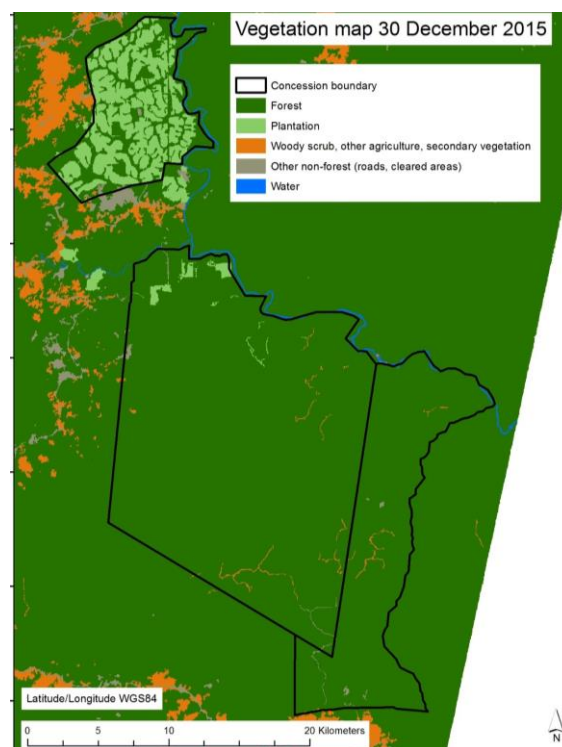 Vegetation map 30 December 2015
Concession boundary
Forest
Plantation
Woody scrub, other agriculture, secondary vegetation
Other non-forest (roads, cleared areas)
Water
Latitude/Longitude WGS84
0 5 10 20 Kilometers
N